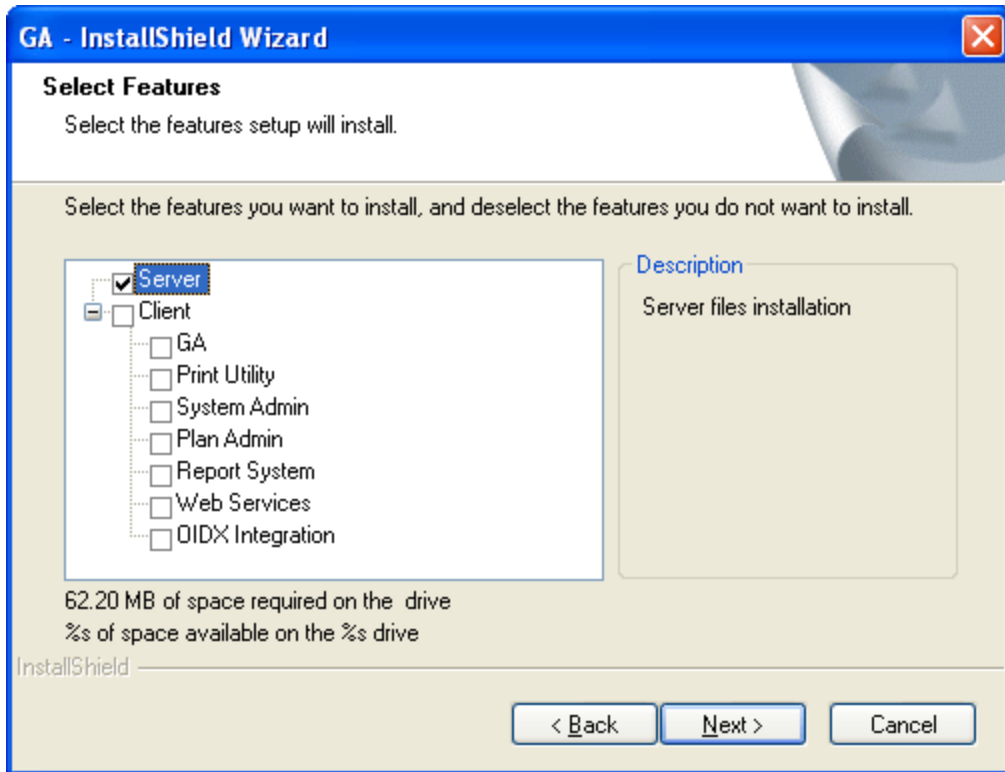 GA - InstallShield Wizard
Select Features
Select the features setup will install.
Select the features you want to install, and deselect the features you do not want to install.
Server
Client
GA
Print Utility
System Admin
Plan Admin
Report System
Web Services
OIDX Integration
Description
Server files installation
62.20 MB of space required on the  drive
%s of space available on the %s drive
InstallShield
< Back
Next >
Cancel